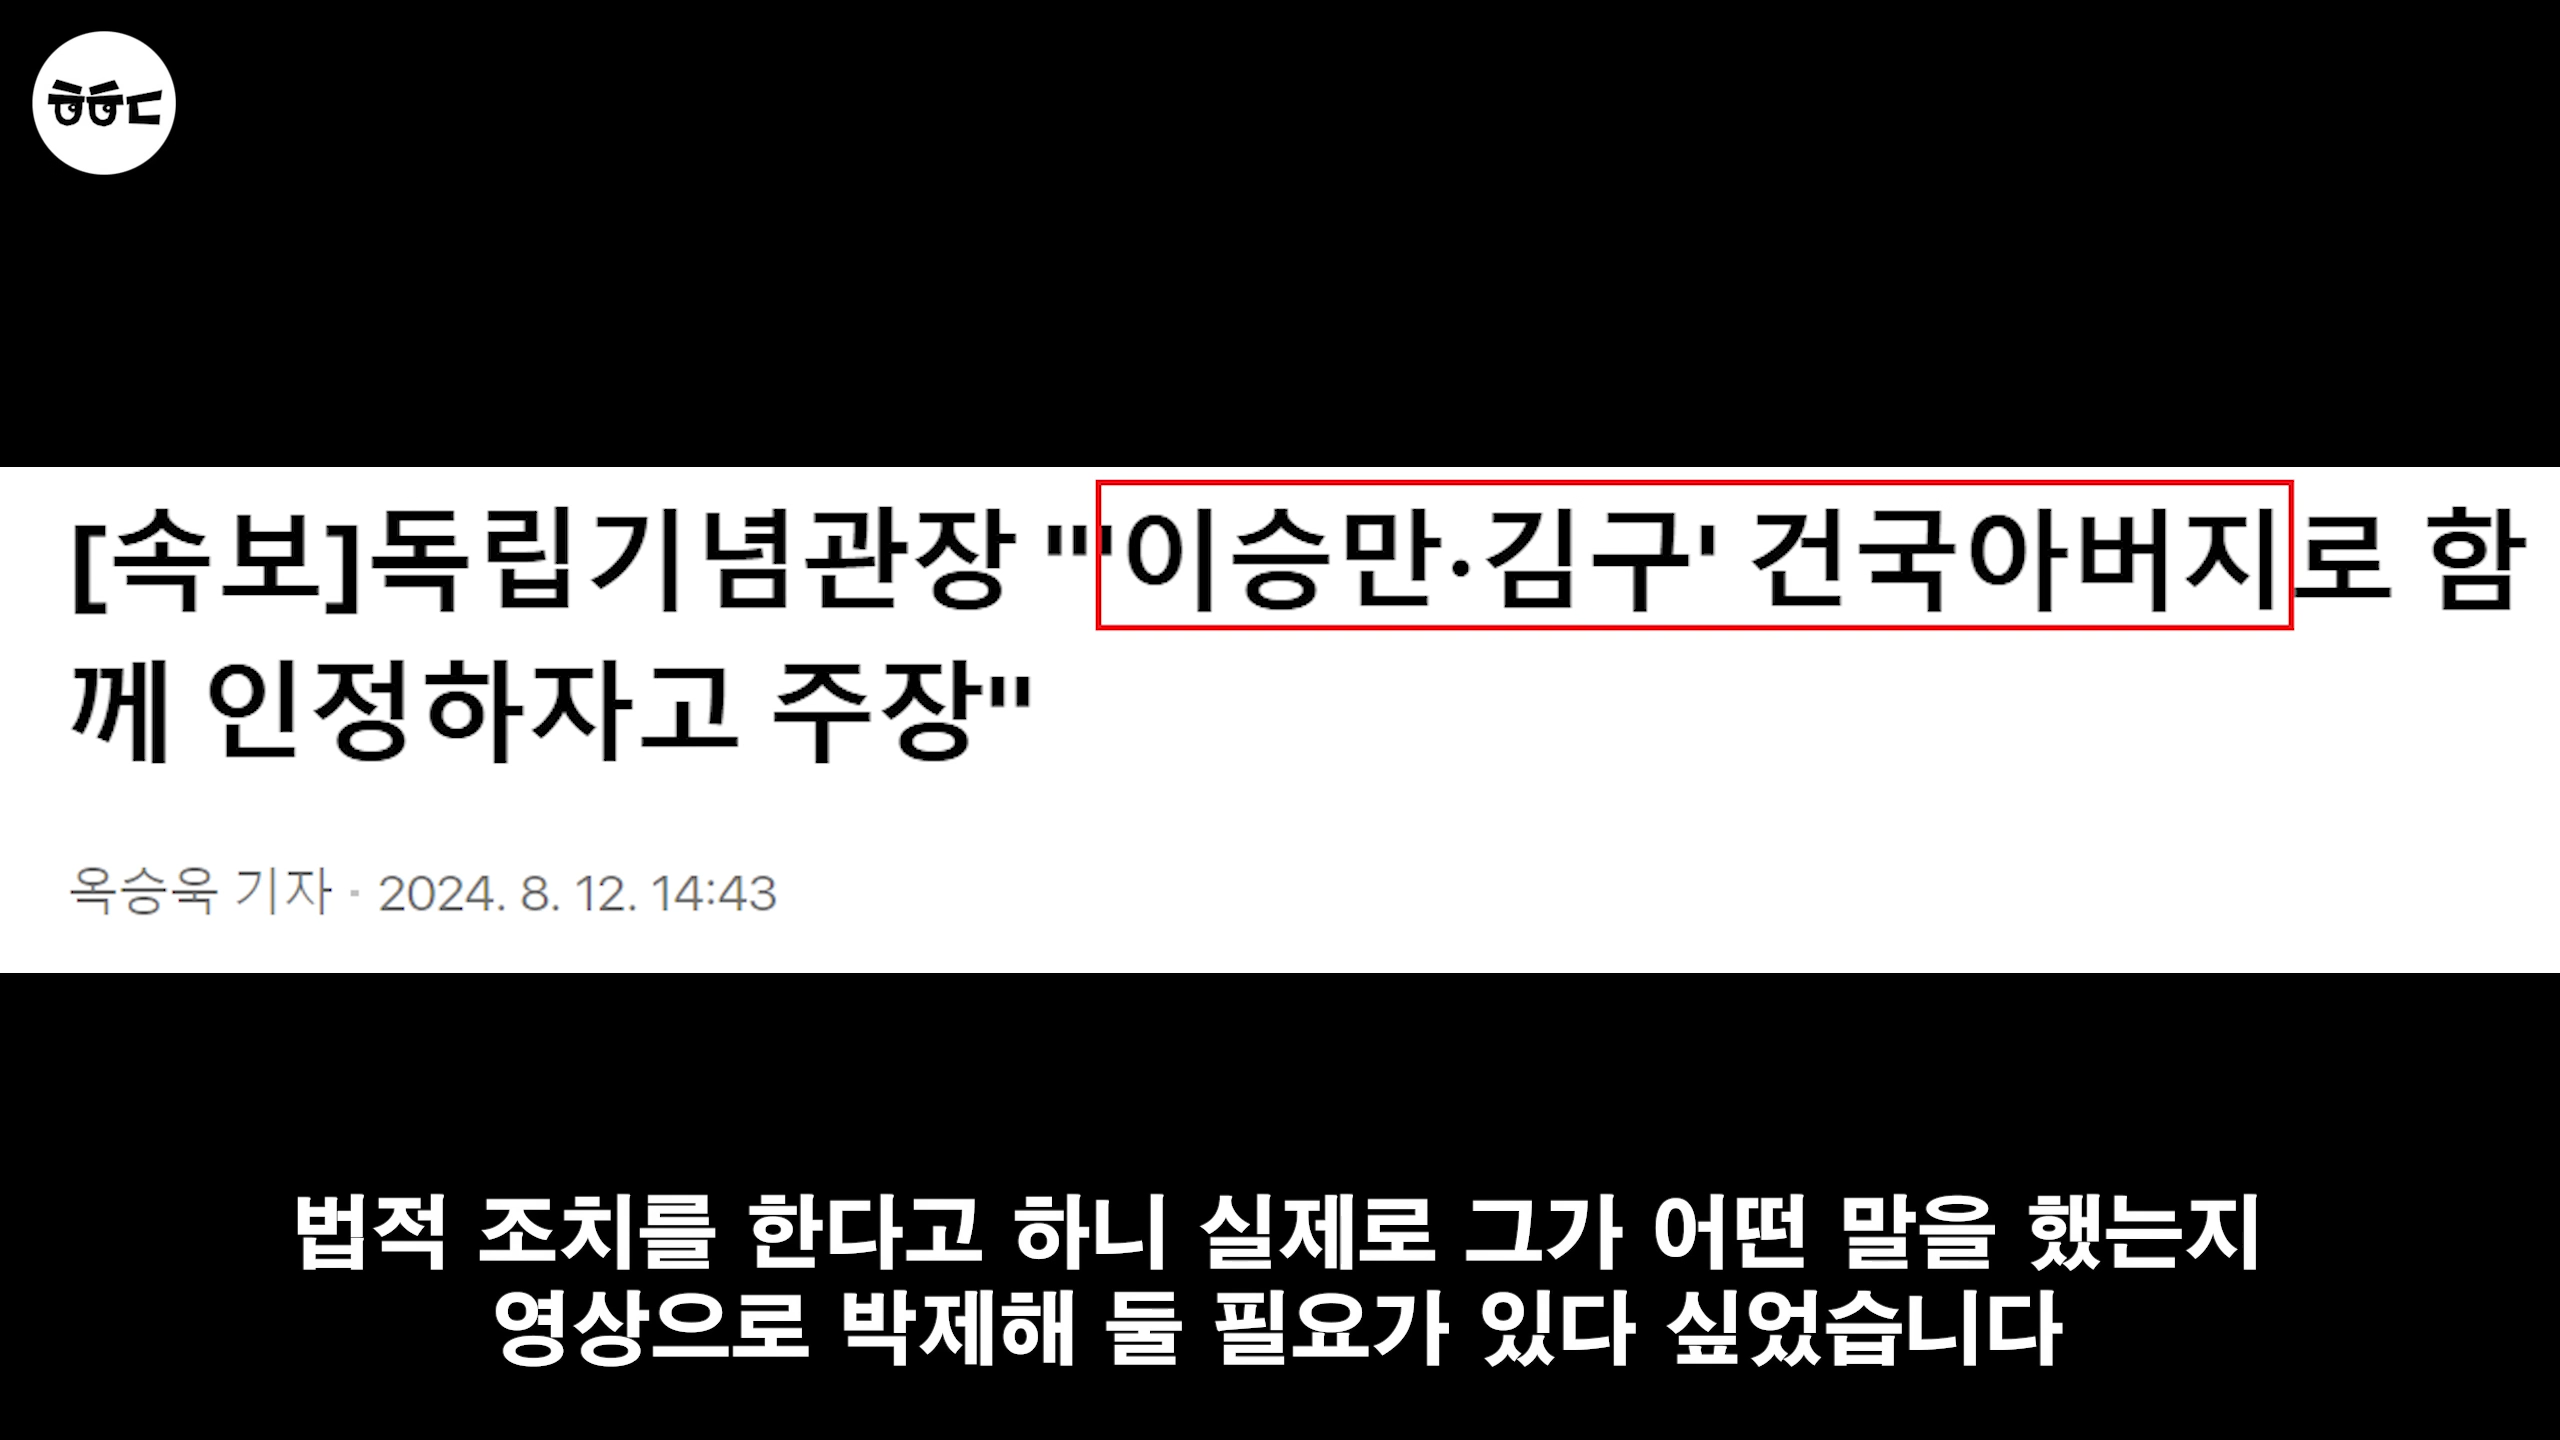 [속보]독립기념관장 "'이승만·김구' 건국아버지로 함
께 인정하자고 주장"
옥승욱 기자 · 2024. 8. 12. 14:43
법적 조치를 한다고 하니 실제로 그가 어떤 말을 했는지
영상으로 박제해 둘 필요가 있다 싶었습니다